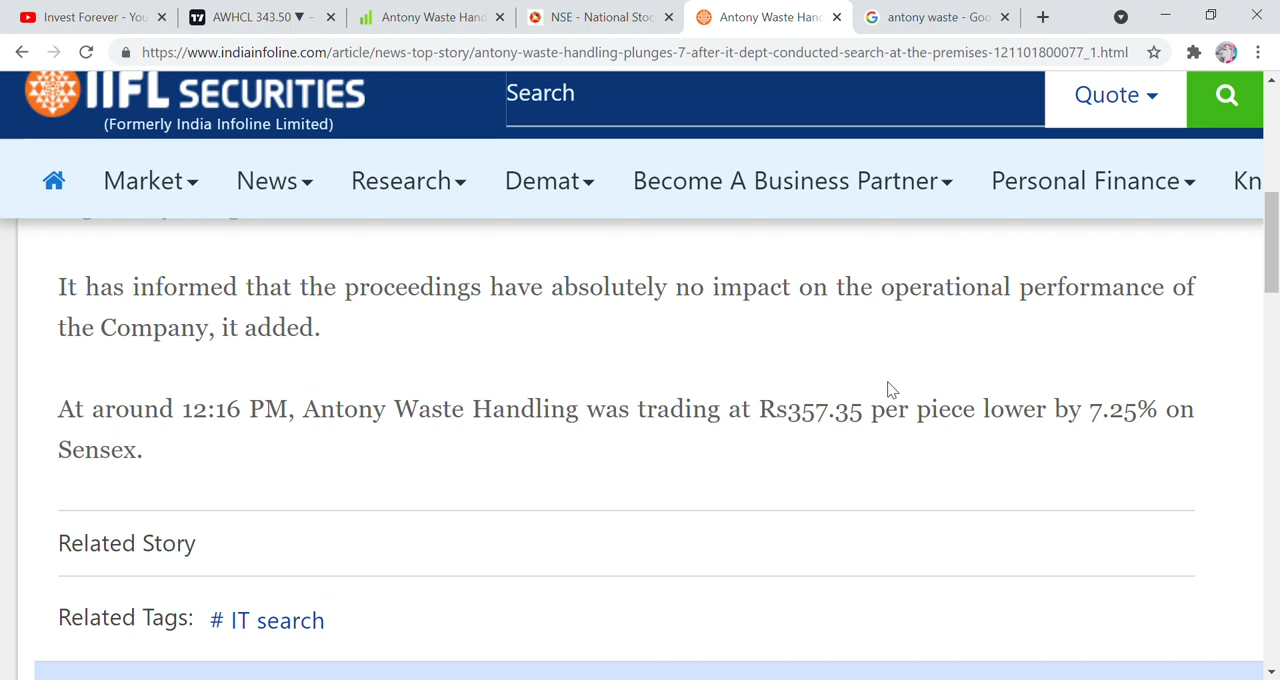 Invest Forever - You
AWHCL 343.50 ▼ -
Antony Waste Hand
NSE - National Stoc
Antony Waste Hand
antony waste - Goo
https://www.indiainfoline.com/article/news-top-story/antony-waste-handling-plunges-7-after-it-dept-conducted-search-at-the-premises-121101800077_1.html
IIFL SECURITIES
(Formerly India Infoline Limited)
Search
Quote
Market
News
Research
Demat
Become A Business Partner
Personal Finance
Kn
It has informed that the proceedings have absolutely no impact on the operational performance of
the Company, it added.
At around 12:16 PM, Antony Waste Handling was trading at Rs357.35 per piece lower by 7.25% on
Sensex.
Related Story
Related Tags: # IT search